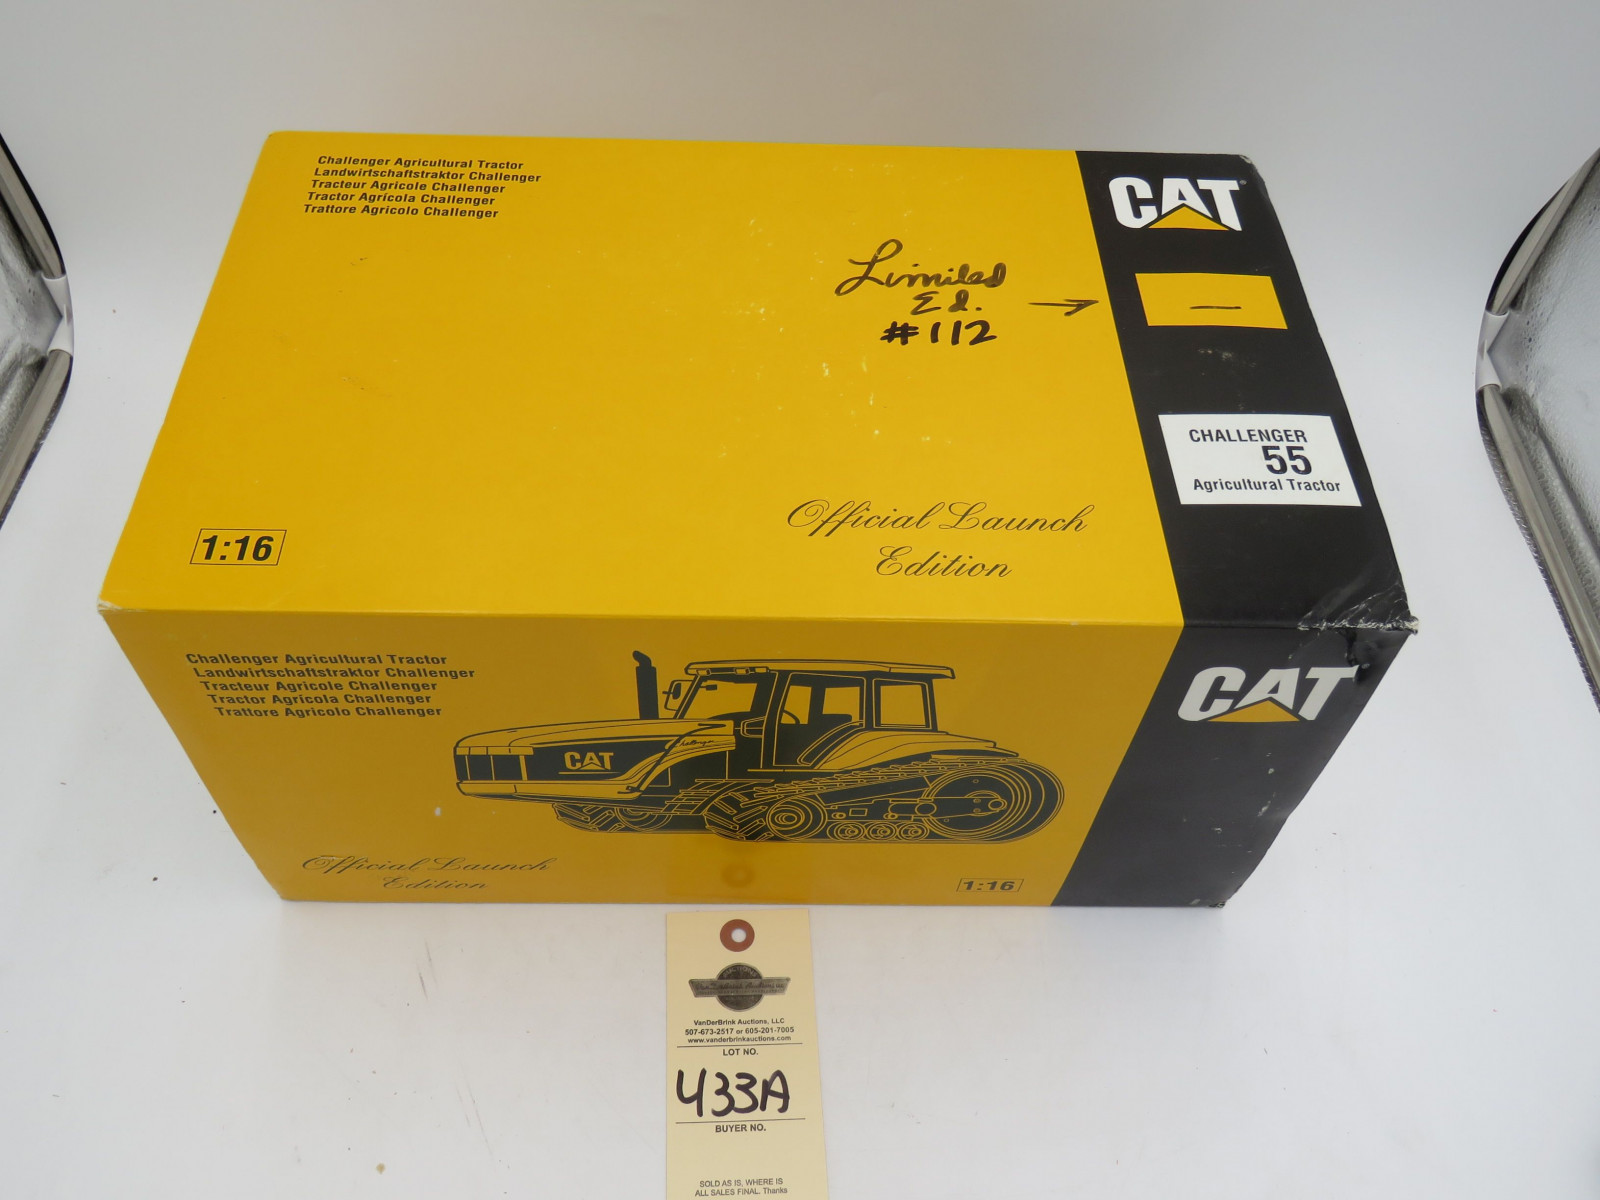 Challenger Agricultural Tractor
Landwirtschaftstraktor Challenger
Tracteur Agricole Challenger
Tractor Agrícola Challenger
Trattore Agricolo Challenger
CAT
Limited
Ed. →
#112
CHALLENGER
55
Agricultural Tractor
Official Launch
Edition
1:16
Challenger Agricultural Tractor
Landwirtschaftstraktor Challenger
Tracteur Agricole Challenger
Tractor Agrícola Challenger
Trattore Agricolo Challenger
CAT
CAT
Challenger
Official Launch
Edition
1:16
VanDerBrink Auctions, LLC
507-673-2517 or 605-201-7005
www.vanderbrinkauctions.com
LOT NO.
433A
BUYER NO.
SOLD AS IS, WHERE IS
ALL SALES FINAL. Thanks